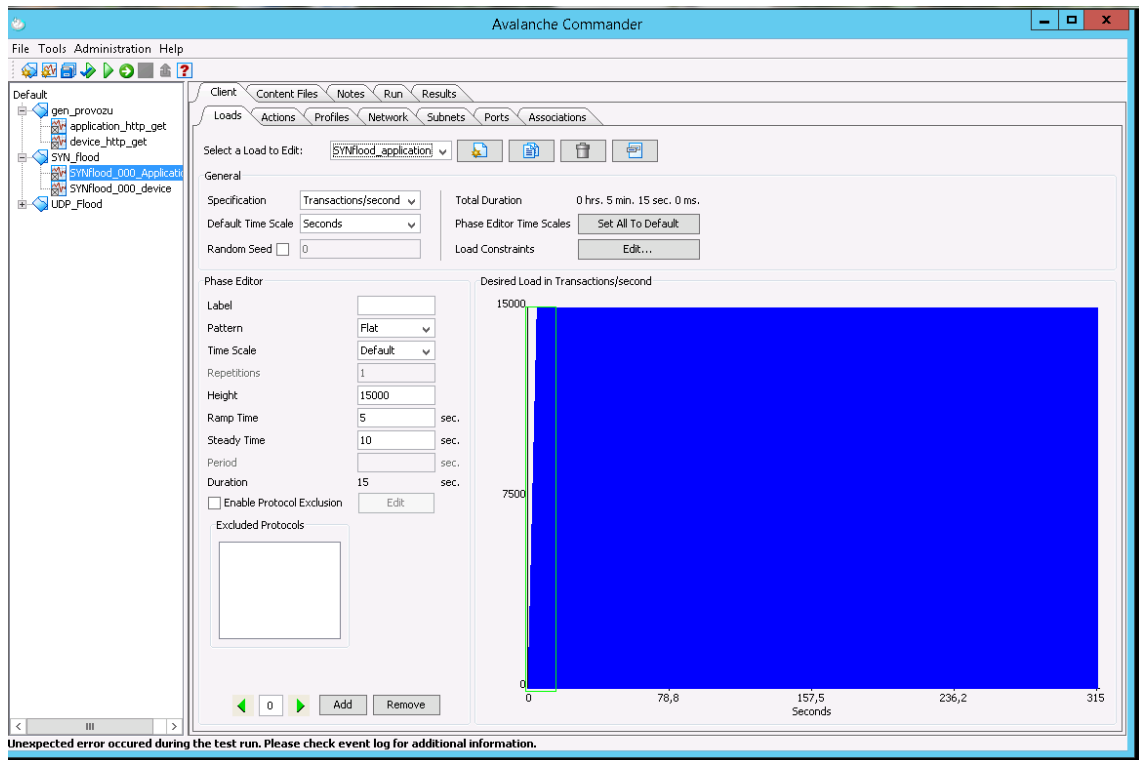 Avalanche Commander
File Tools Administration Help
Default
gen_provozu
application_http_get
device_http_get
SYN_flood
SYNflood_000_Applicatio
SYNflood_000_device
UDP_Flood
Client Content Files Notes Run Results
Loads Actions Profiles Network Subnets Ports Associations
Select a Load to Edit: SYNflood_application
General
Specification Transactions/second Total Duration 0 hrs. 5 min. 15 sec. 0 ms.
Default Time Scale Seconds Phase Editor Time Scales Set All To Default
Random Seed 0 Load Constraints Edit...
Phase Editor
Label
Pattern Flat
Time Scale Default
Repetitions 1
Height 15000
Ramp Time 5 sec.
Steady Time 10 sec.
Period sec.
Duration 15 sec.
Enable Protocol Exclusion Edit
Excluded Protocols
0 Add Remove
Desired Load in Transactions/second
15000
7500
0
0 78,8 157,5 236,2 315
Seconds
Unexpected error occured during the test run. Please check event log for additional information.